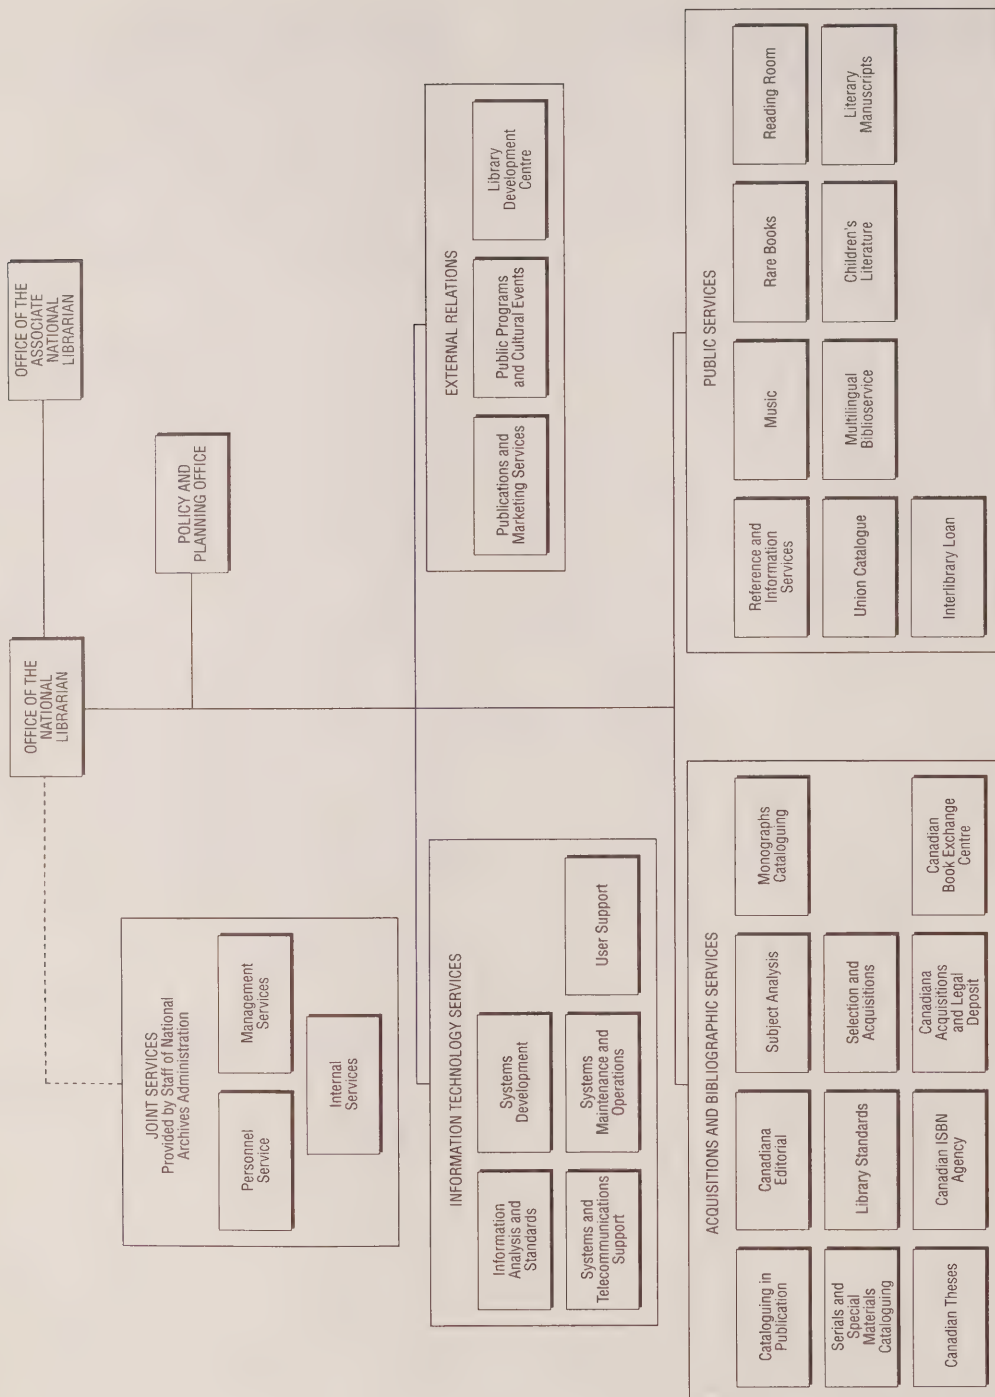 OFFICE OF THE
NATIONAL
LIBRARIAN
OFFICE OF THE
ASSOCIATE
NATIONAL
LIBRARIAN
POLICY AND
PLANNING OFFICE
JOINT SERVICES
Provided by Staff of National
Archives Administration
Personnel
Service
Management
Services
Internal
Services
INFORMATION TECHNOLOGY SERVICES
Information
Analysis and
Standards
Systems
Development
Systems and
Telecommunications
Support
Systems
Maintenance and
Operations
User Support
EXTERNAL RELATIONS
Publications and
Marketing Services
Public Programs
and Cultural Events
Library
Development
Centre
ACQUISITIONS AND BIBLIOGRAPHIC SERVICES
Cataloguing in
Publication
Canadiana
Editorial
Subject Analysis
Monographs
Cataloguing
Serials and
Special
Materials
Cataloguing
Library Standards
Selection and
Acquisitions
Canadian Theses
Canadian ISBN
Agency
Canadiana
Acquisitions
and Legal
Deposit
Canadian
Book Exchange
Centre
PUBLIC SERVICES
Reference and
Information
Services
Music
Rare Books
Reading Room
Union Catalogue
Multilingual
Biblioservice
Children's
Literature
Literary
Manuscripts
Interlibrary Loan